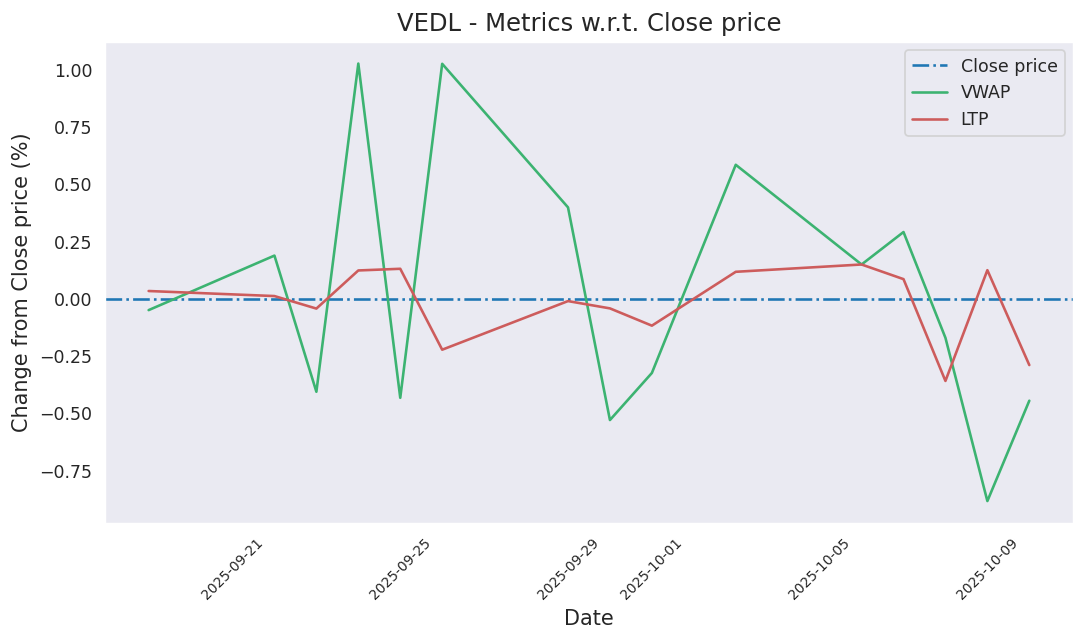 VEDL - Metrics w.r.t. Close price
Close price
VWAP
LTP
Change from Close price (%)
1.00
0.75
0.50
0.25
0.00
−0.25
−0.50
−0.75
2025-09-21
2025-09-25
2025-09-29
2025-10-01
2025-10-05
2025-10-09
Date